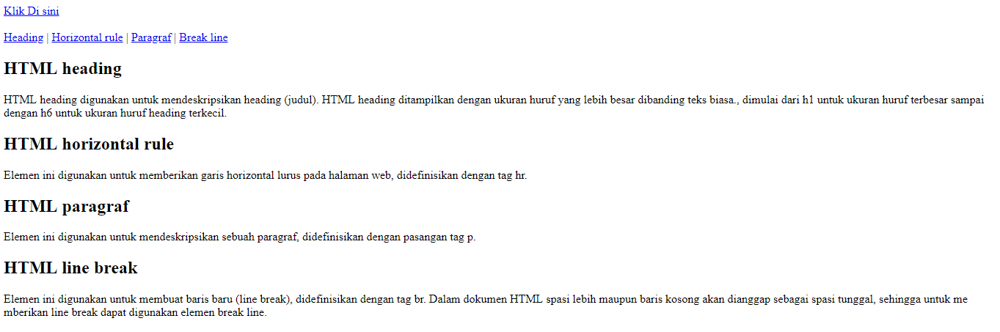 Klik Di sini
Heading | Horizontal rule | Paragraf | Break line
HTML heading
HTML heading digunakan untuk mendeskripsikan heading (judul). HTML heading ditampilkan dengan ukuran huruf yang lebih besar dibanding teks biasa., dimulai dari h1 untuk ukuran huruf terbesar sampai
dengan h6 untuk ukuran huruf heading terkecil.
HTML horizontal rule
Elemen ini digunakan untuk memberikan garis horizontal lurus pada halaman web, didefinisikan dengan tag hr.
HTML paragraf
Elemen ini digunakan untuk mendeskripsikan sebuah paragraf, didefinisikan dengan pasangan tag p.
HTML line break
Elemen ini digunakan untuk membuat baris baru (line break), didefinisikan dengan tag br. Dalam dokumen HTML spasi lebih maupun baris kosong akan dianggap sebagai spasi tunggal, sehingga untuk me
mberikan line break dapat digunakan elemen break line.